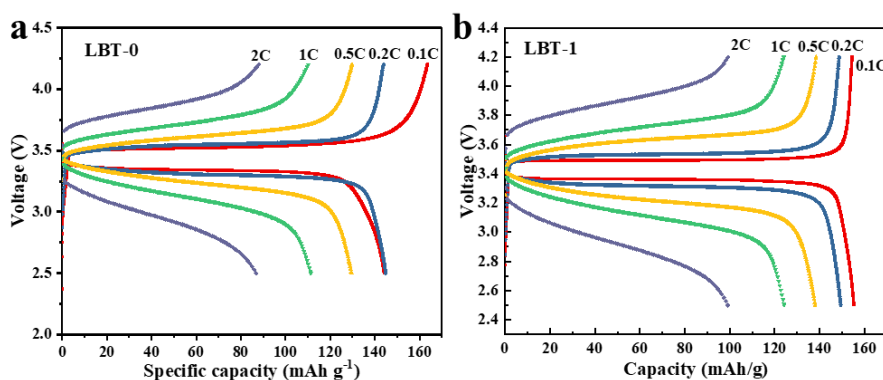 a
LBT-0
2C 1C 0.5C 0.2C 0.1C
4.5
4.0
3.5
3.0
2.5
2.0
Voltage (V)
0 20 40 60 80 100 120 140 160
Specific capacity (mAh g-1)
b
LBT-1
2C 1C 0.5C 0.2C
0.1C
4.4
4.2
4.0
3.8
3.6
3.4
3.2
3.0
2.8
2.6
2.4
Voltage (V)
0 20 40 60 80 100 120 140 160
Capacity (mAh/g)